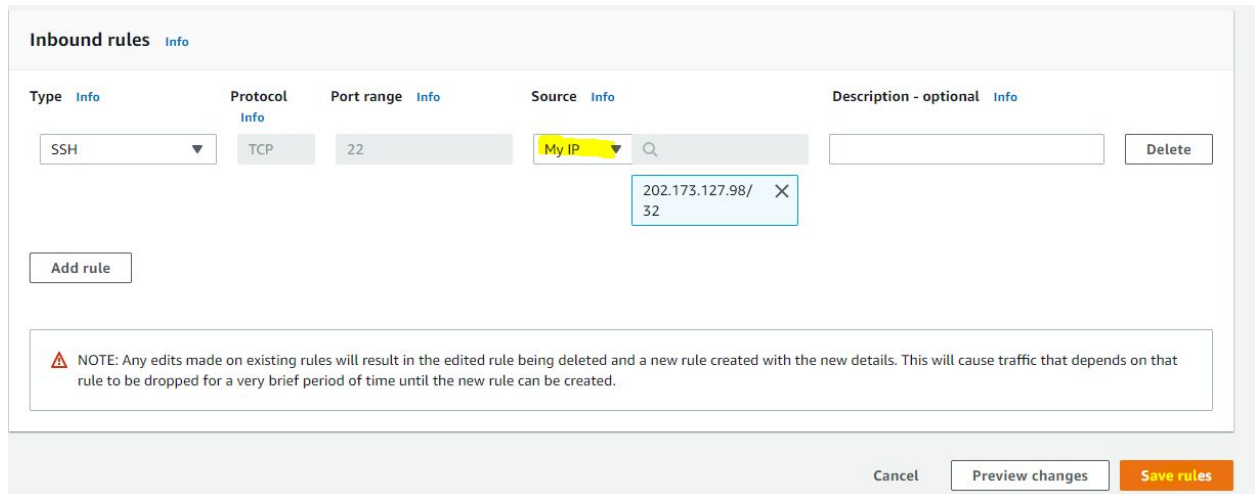 Inbound rules Info
Type Info Protocol Info Port range Info Source Info Description - optional Info
SSH TCP 22 My IP Delete
202.173.127.98/
32
Add rule
NOTE: Any edits made on existing rules will result in the edited rule being deleted and a new rule created with the new details. This will cause traffic that depends on that
rule to be dropped for a very brief period of time until the new rule can be created.
Cancel Preview changes Save rules